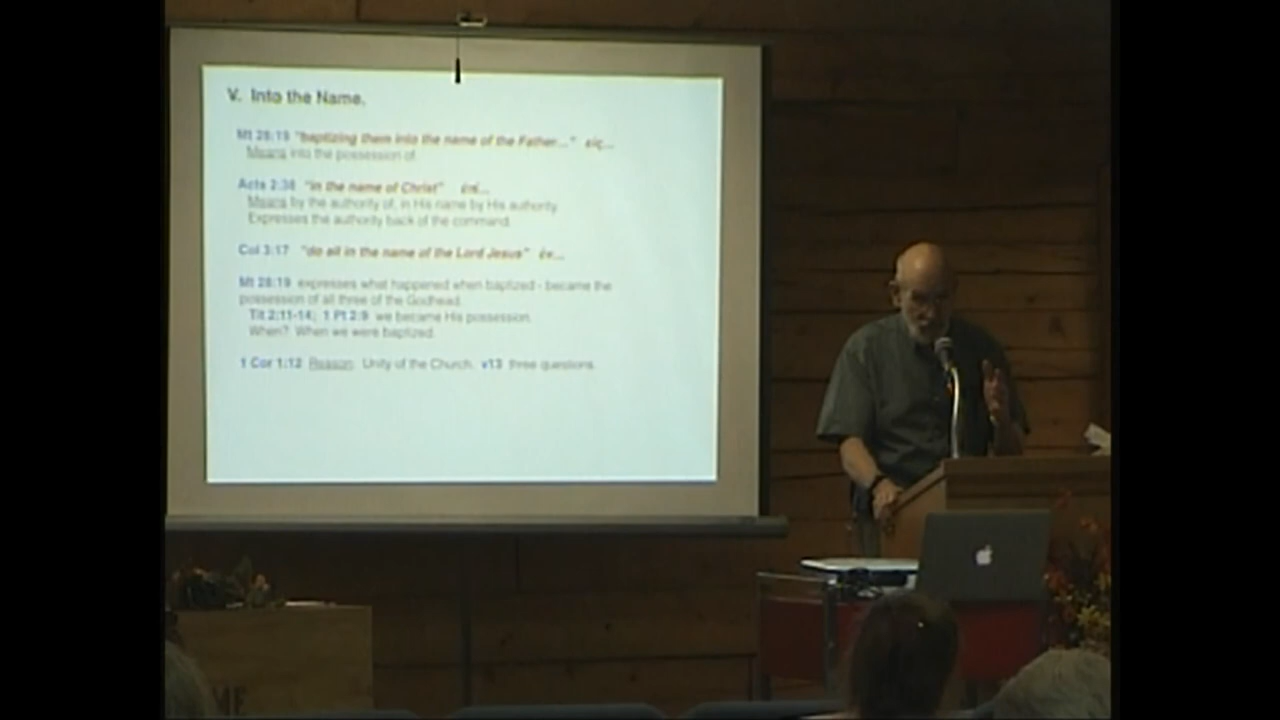 V. Into the Name.
Mt 28:19 "baptizing them into the name of the Father..." εἰς...
Means into the possession of
Acts 2:38 "in the name of Christ" ἐπί...
Means by the authority of, in His name by His authority
Expresses the authority back of the command.
Col 3:17 "do all in the name of the Lord Jesus" ἐν...
Mt 28:19 expresses what happened when baptized - became the
possession of all three of the Godhead.
Tit 2:11-14; 1 Pt 2:9 we became His possession.
When? When we were baptized.
1 Cor 1:12 Reason: Unity of the Church. v13 three questions.